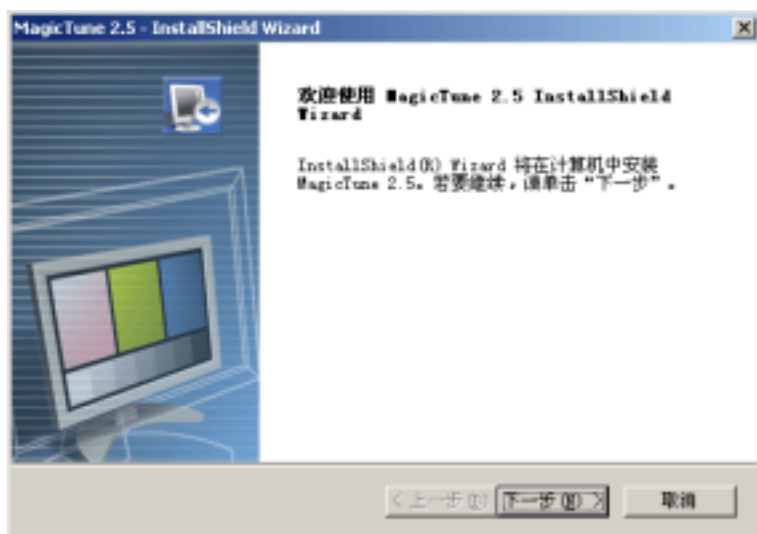 MagicTune 2.5 - InstallShield Wizard
欢迎使用 MagicTune 2.5 InstallShield
Wizard
InstallShield(R) Wizard 将在计算机中安装
MagicTune 2.5。若要继续，请单击“下一步”。
< 上一步(B)
下一步(N) >
取消